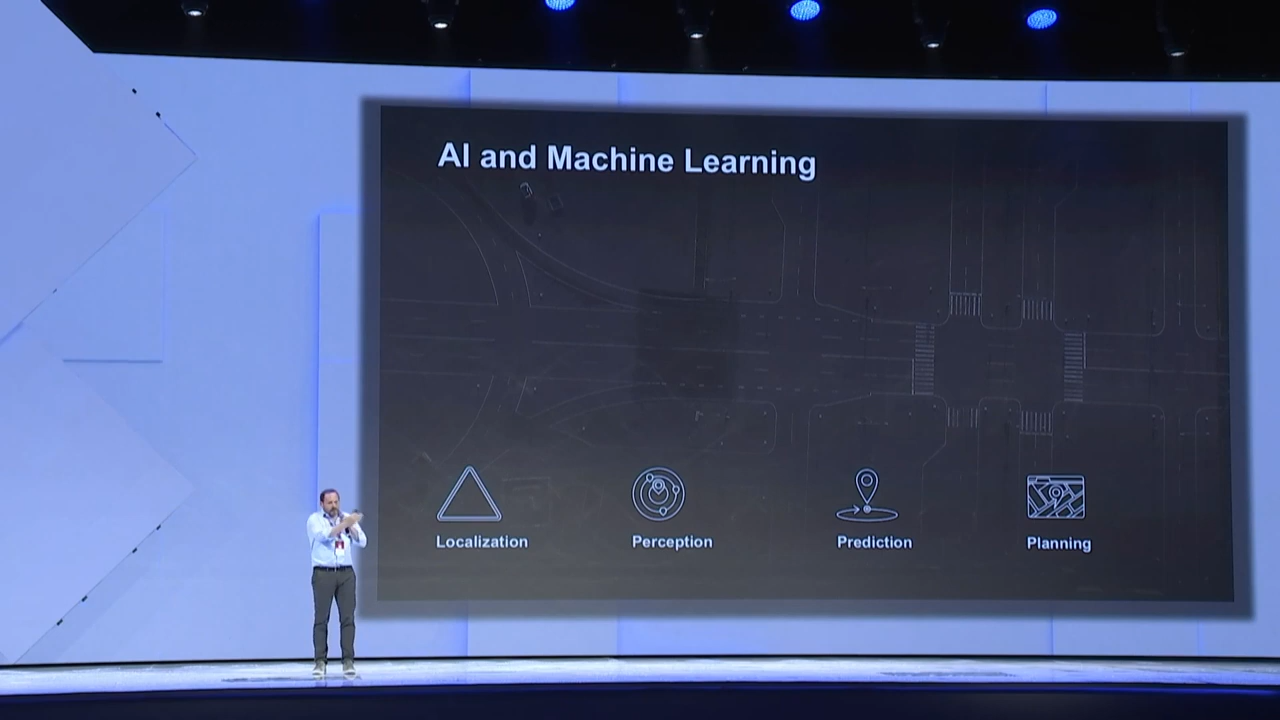 AI and Machine Learning
Localization
Perception
Prediction
Planning